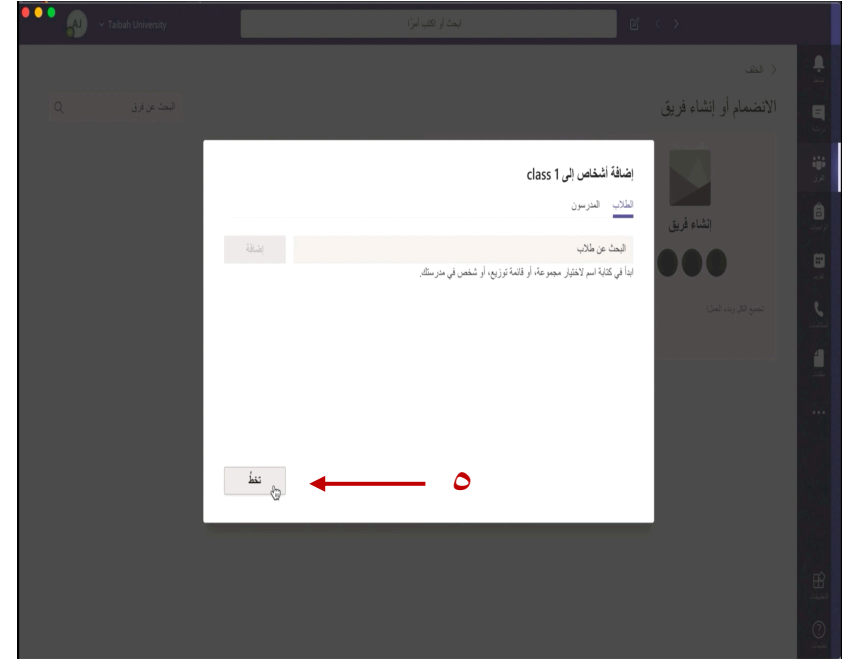 AJ
Taibah University
ابحث أو اكتب أمرًا
الخلف
الانضمام أو إنشاء فريق
البحث عن فرق
إنشاء فريق
إضافة أشخاص إلى class 1
الطلاب
المدرسون
البحث عن طلاب
إضافة
ابدأ في كتابة اسم لاختيار مجموعة، أو قائمة توزيع، أو شخص في مدرستك.
تخطٍّ
٥